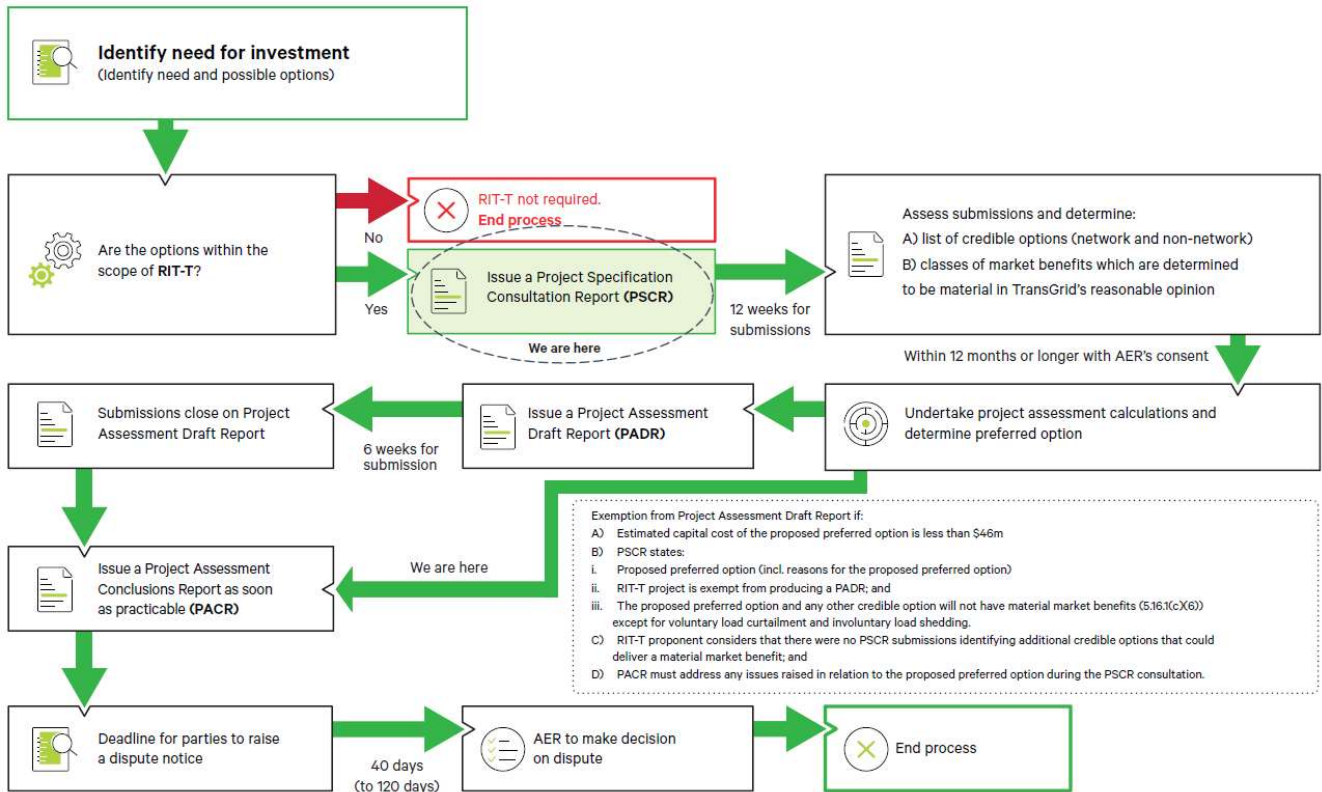 Identify need for investment
(Identify need and possible options)
Are the options within the
scope of RIT-T?
No
Yes
RIT-T not required.
End process
Issue a Project Specification
Consultation Report (PSCR)
We are here
12 weeks for
submissions
Assess submissions and determine:
A) list of credible options (network and non-network)
B) classes of market benefits which are determined
to be material in TransGrid's reasonable opinion
Within 12 months or longer with AER's consent
Undertake project assessment calculations and
determine preferred option
Issue a Project Assessment
Draft Report (PADR)
6 weeks for
submission
Submissions close on Project
Assessment Draft Report
We are here
Exemption from Project Assessment Draft Report if:
A) Estimated capital cost of the proposed preferred option is less than $46m
B) PSCR states:
i. Proposed preferred option (incl. reasons for the proposed preferred option)
ii. RIT-T project is exempt from producing a PADR; and
iii. The proposed preferred option and any other credible option will not have material market benefits (5.16.1(c)(6))
except for voluntary load curtailment and involuntary load shedding.
C) RIT-T proponent considers that there were no PSCR submissions identifying additional credible options that could
deliver a material market benefit; and
D) PACR must address any issues raised in relation to the proposed preferred option during the PSCR consultation.
Issue a Project Assessment
Conclusions Report as soon
as practicable (PACR)
Deadline for parties to raise
a dispute notice
40 days
(to 120 days)
AER to make decision
on dispute
End process